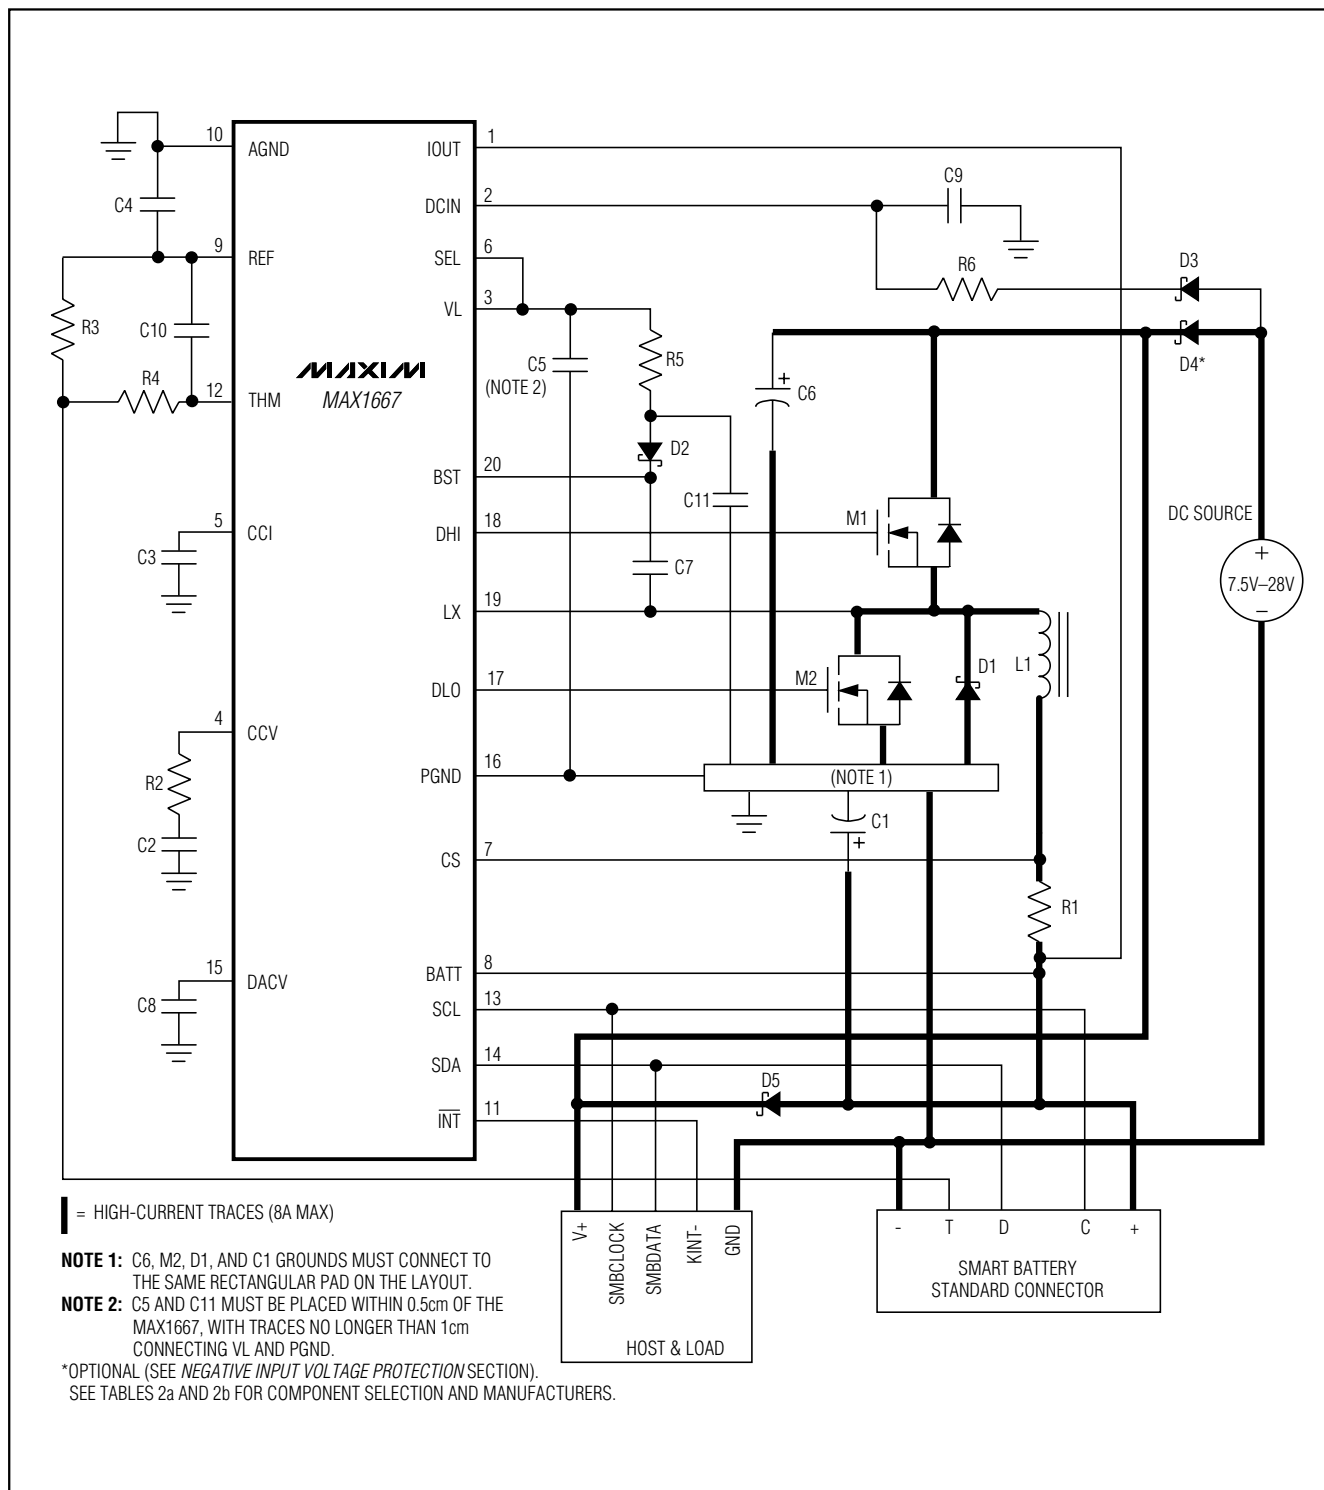 10
AGND
IOUT
1
C4
DCIN
2
C9
9
REF
SEL
6
R6
D3
VL
3
R3
C10
C5
(NOTE 2)
R5
D4*
R4
12
THM
MAXIM
MAX1667
+
C6
D2
BST
20
C11
5
CCI
DHI
18
M1
DC SOURCE
C3
C7
+
7.5V–28V
–
LX
19
L1
M2
D1
DLO
17
4
CCV
R2
PGND
16
(NOTE 1)
C1
+
C2
CS
7
R1
15
DACV
BATT
8
C8
SCL
13
SDA
14
D5
INT
11
= HIGH-CURRENT TRACES (8A MAX)
V+
SMBCLOCK
SMBDATA
KINT-
GND
HOST & LOAD
- T D C +
SMART BATTERY
STANDARD CONNECTOR
NOTE 1: C6, M2, D1, AND C1 GROUNDS MUST CONNECT TO
THE SAME RECTANGULAR PAD ON THE LAYOUT.
NOTE 2: C5 AND C11 MUST BE PLACED WITHIN 0.5cm OF THE
MAX1667, WITH TRACES NO LONGER THAN 1cm
CONNECTING VL AND PGND.
*OPTIONAL (SEE NEGATIVE INPUT VOLTAGE PROTECTION SECTION).
SEE TABLES 2a AND 2b FOR COMPONENT SELECTION AND MANUFACTURERS.